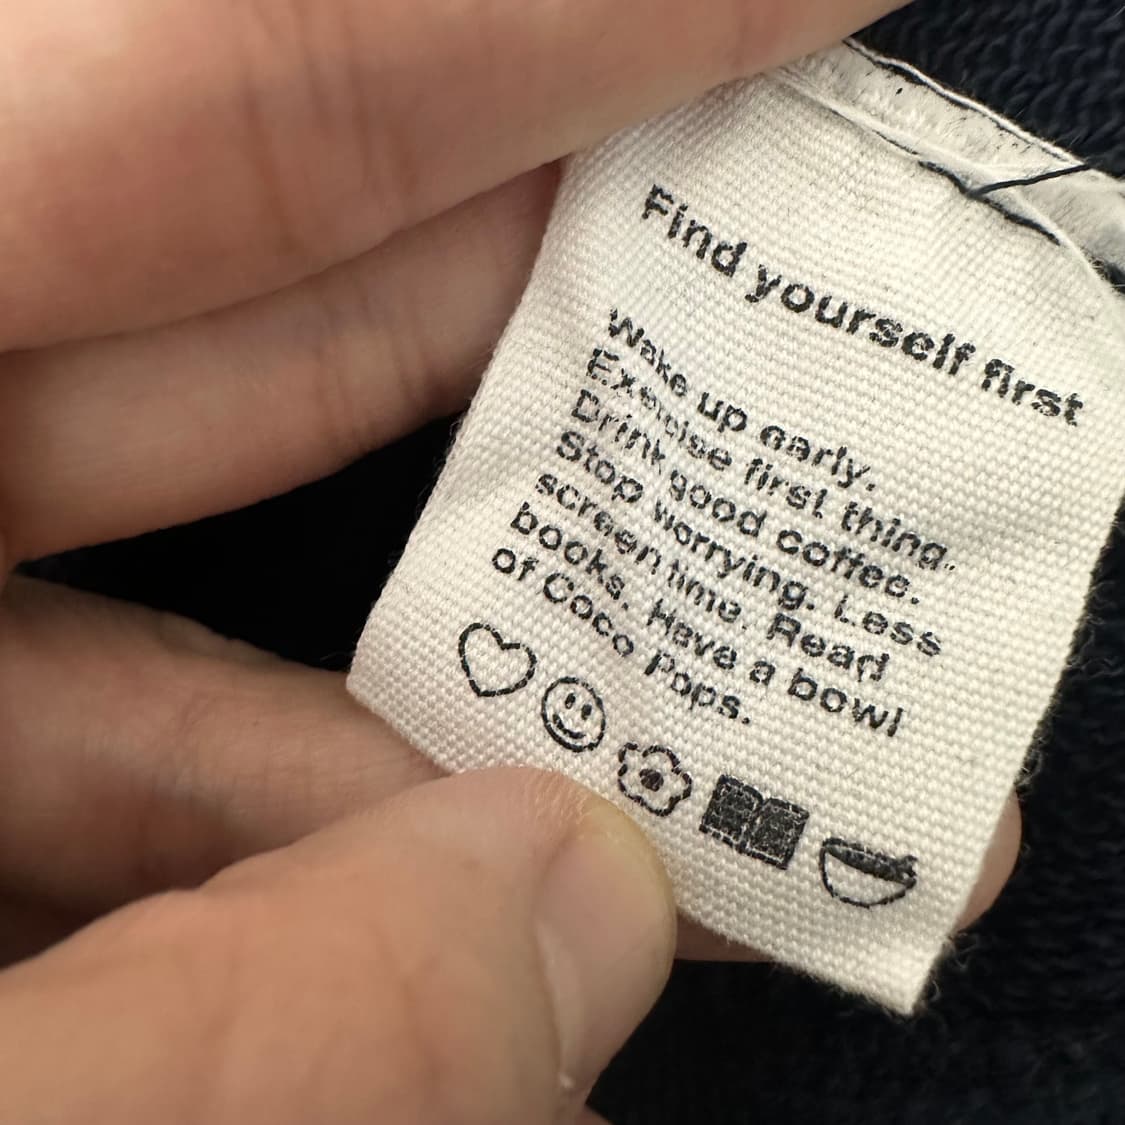 Find yourself first
Wake up early.
Exercise first thing.
Drink good coffee.
Stop worrying. Less
screen time. Read
books. Have a bowl
of Coco Pops.